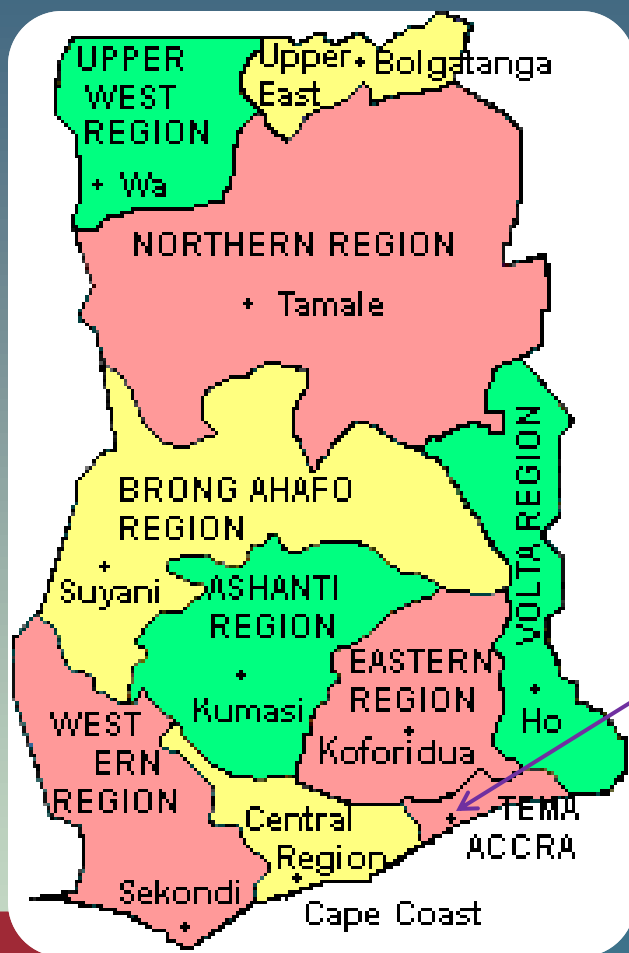 UPPER
WEST
REGION
Wa
Upper
East
Bolgatanga
NORTHERN REGION
Tamale
BRONG AHAFO
REGION
Suyani
ASHANTI
REGION
Kumasi
VOLTA REGION
Ho
EASTERN
REGION
Koforidua
WEST
ERN
REGION
Sekondi
Central
Region
Cape Coast
TEMA
ACCRA